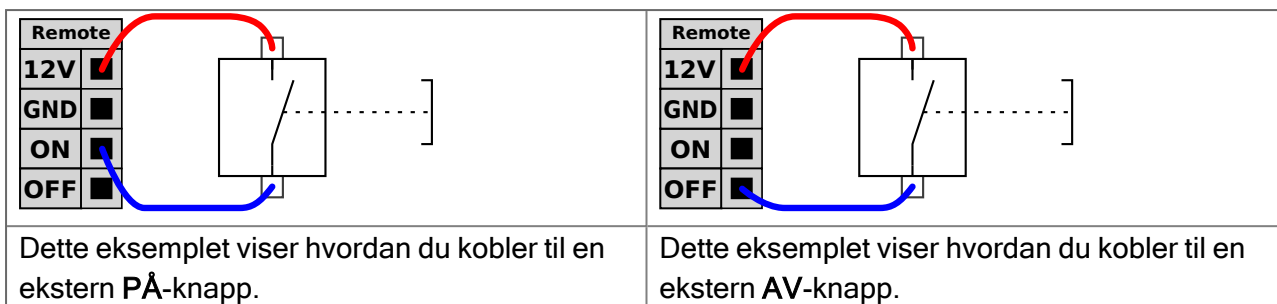 Remote
12V
GND
ON
OFF
Remote
12V
GND
ON
OFF
Dette eksemplet viser hvordan du kobler til en
ekstern PÅ-knapp.
Dette eksemplet viser hvordan du kobler til en
ekstern AV-knapp.